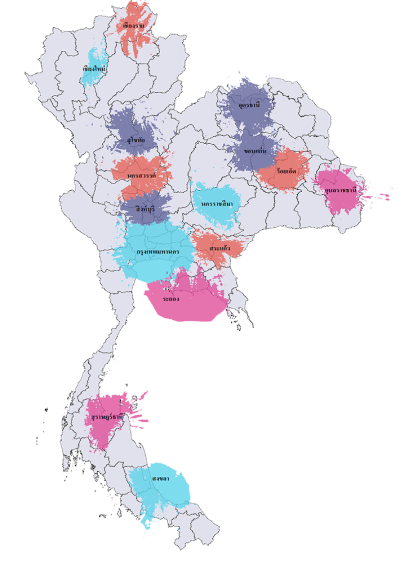 เชียงราย
เชียงใหม่
อุดรธานี
สุโขทัย
ขอนแก่น
นครสวรรค์
ร้อยเอ็ด
อุบลราชธานี
สิงห์บุรี
นครราชสีมา
กรุงเทพมหานคร
สระแก้ว
ระยอง
สุราษฎร์ธานี
สงขลา